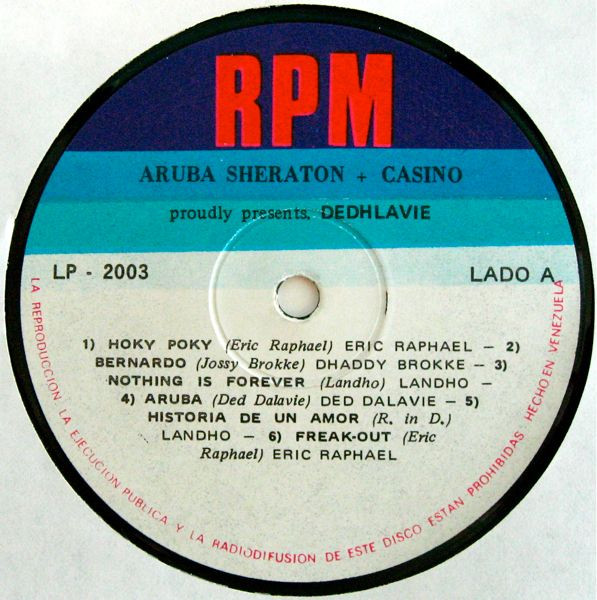 RPM
ARUBA SHERATON + CASINO
proudly presents, DEDHLAVIE
LP - 2003
LADO A
1) HOKY POKY (Eric Raphael) ERIC RAPHAEL – 2)
BERNARDO (Jossy Brokke) DHADDY BROKKE – 3)
NOTHING IS FOREVER (Landho) LANDHO –
4) ARUBA (Ded Dalavie) DED DALAVIE – 5)
HISTORIA DE UN AMOR (R. in D.)
LANDHO – 6) FREAK-OUT (Eric
Raphael) ERIC RAPHAEL
LA REPRODUCCION LA EJECUCION PUBLICA Y LA RADIODIFUSION DE ESTE DISCO ESTAN PROHIBIDAS. HECHO EN VENEZUELA